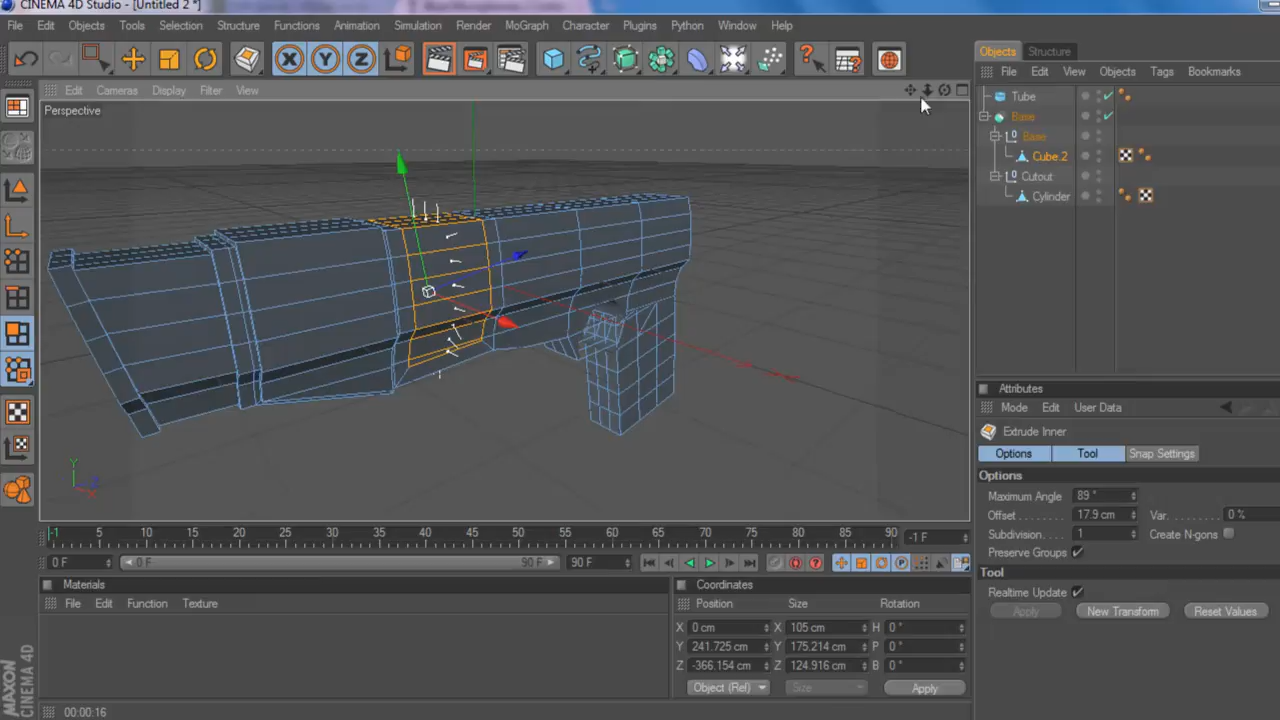 CINEMA 4D Studio - [Untitled 2 *]
File Edit Objects Tools Selection Structure Functions Animation Simulation Render MoGraph Character Plugins Python Window Help
X Y Z
Edit Cameras Display Filter View
Perspective
Y
Z
X
-1 5 10 15 20 25 30 35 40 45 50 55 60 65 70 75 80 85 90 -1 F
0 F 0 F 90 F 90 F
Materials
File Edit Function Texture
Coordinates
Position Size Rotation
X 0 cm X 105 cm H 0 °
Y 241.725 cm Y 175.214 cm P 0 °
Z -366.154 cm Z 124.916 cm B 0 °
Object (Rel) Size Apply
MAXON
CINEMA 4D
00:00:16
Objects Structure
File Edit View Objects Tags Bookmarks
Tube
Base
Base
Cube.2
Cutout
Cylinder
Attributes
Mode Edit User Data
Extrude Inner
Options Tool Snap Settings
Options
Maximum Angle 89 °
Offset . . . . . . . . 17.9 cm Var. 0 %
Subdivision. . . . 1 Create N-gons
Preserve Groups
Tool
Realtime Update
Apply New Transform Reset Values